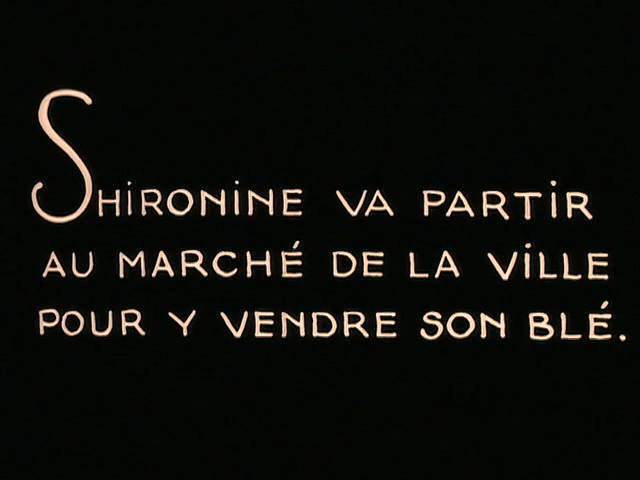 SHiRONiNE VA PARTiR
AU MARCHÉ DE LA ViLLE
POUR Y VENDRE SON BLÉ.